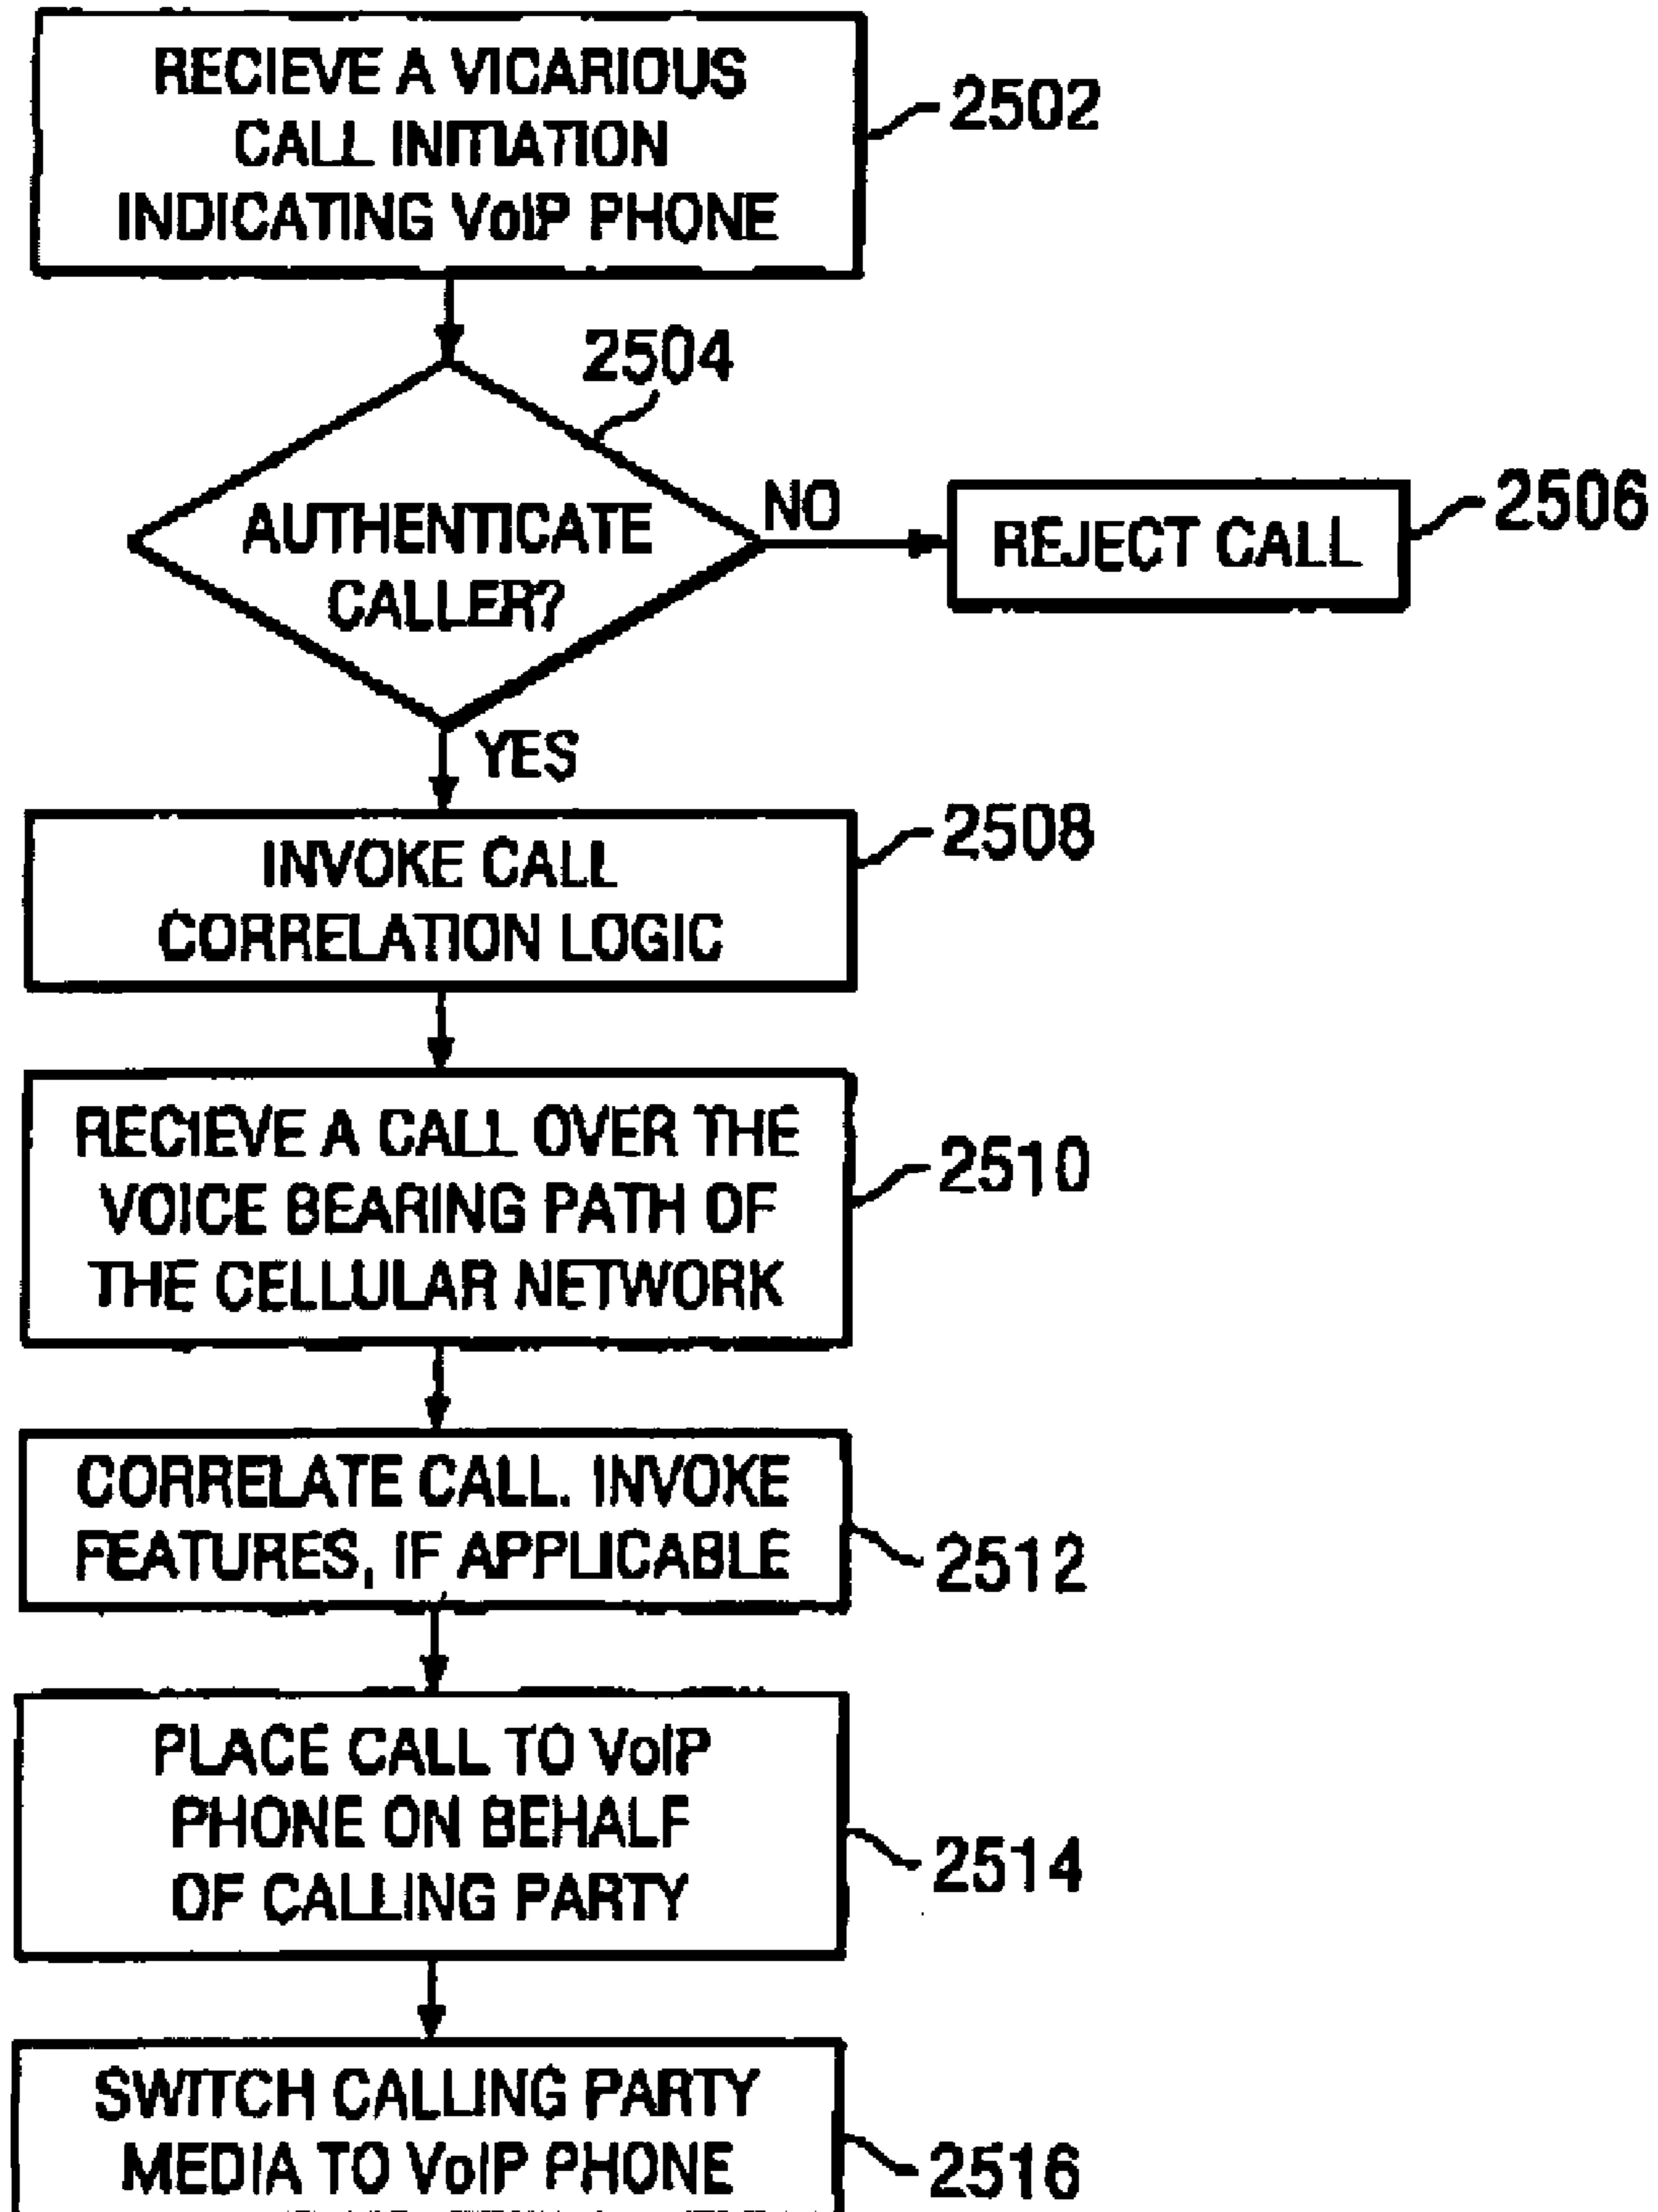 RECIEVE A VICARIOUS
CALL INITIATION
INDICATING VoIP PHONE
2502
2504
AUTHENTICATE
CALLER?
NO
REJECT CALL
2506
YES
INVOKE CALL
CORRELATION LOGIC
2508
RECIEVE A CALL OVER THE
VOICE BEARING PATH OF
THE CELLULAR NETWORK
2510
CORRELATE CALL. INVOKE
FEATURES, IF APPLICABLE
2512
PLACE CALL TO VoIP
PHONE ON BEHALF
OF CALLING PARTY
2514
SWITCH CALLING PARTY
MEDIA TO VoIP PHONE
2516